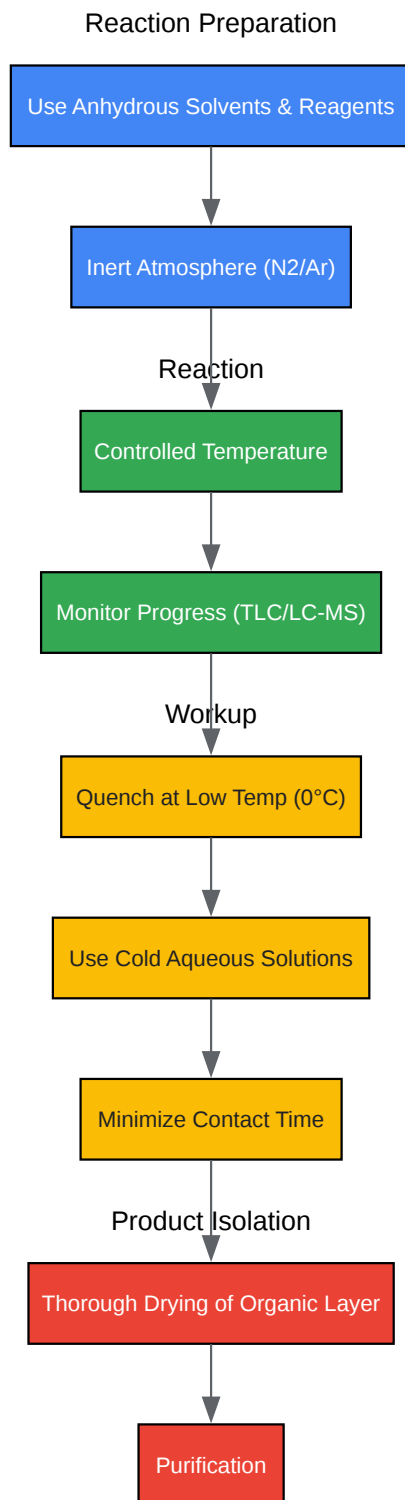 Reaction Preparation
Use Anhydrous Solvents & Reagents
Inert Atmosphere (N2/Ar)
Reaction
Controlled Temperature
Monitor Progress (TLC/LC-MS)
Workup
Quench at Low Temp (0°C)
Use Cold Aqueous Solutions
Minimize Contact Time
Product Isolation
Thorough Drying of Organic Layer
Purification